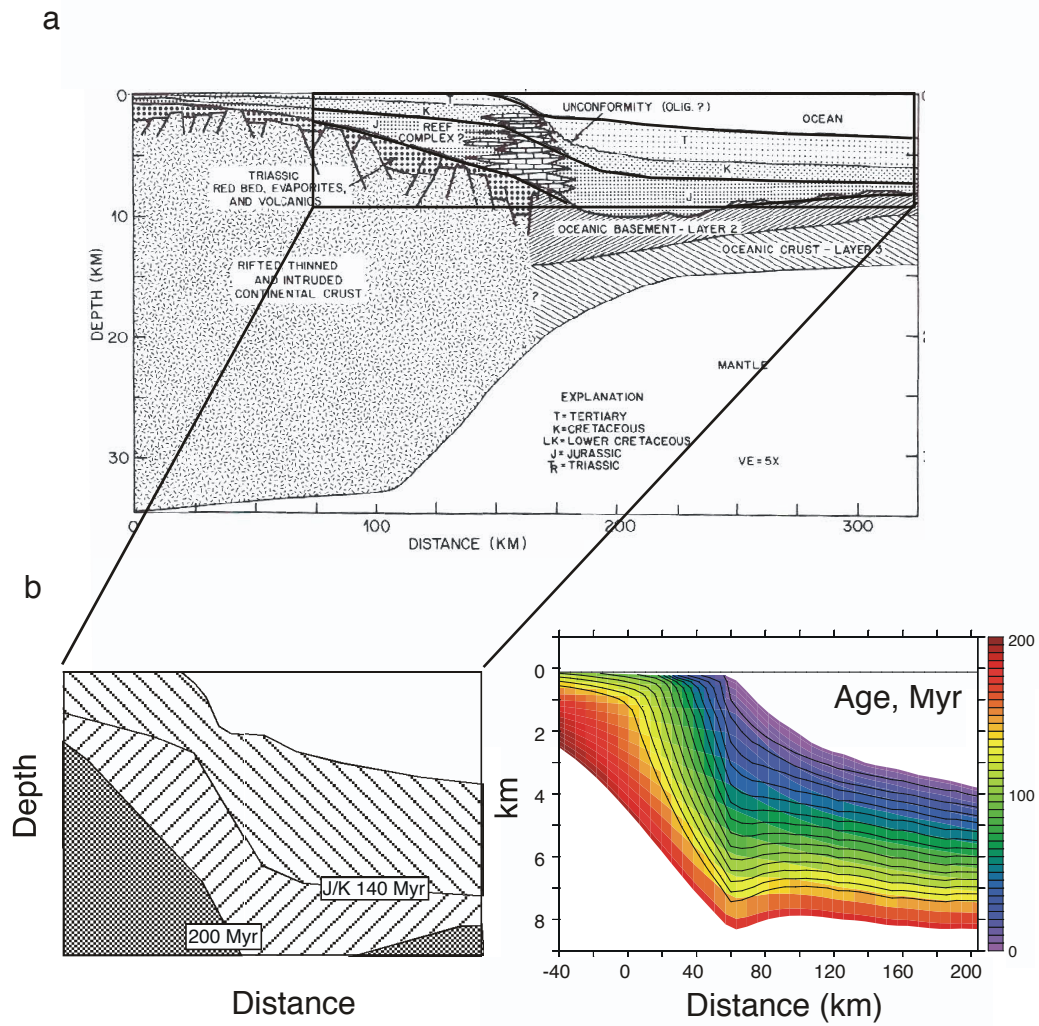 a
0
10
20
30
DEPTH (KM)
0
100
200
300
DISTANCE (KM)
UNCONFORMITY (OLIG. ?)
OCEAN
T
K
T
K
J
REEF
COMPLEX ?
K
J
TRIASSIC
RED BED, EVAPORITES,
AND VOLCANICS
OCEANIC BASEMENT - LAYER 2
OCEANIC CRUST - LAYER 3
RIFTED THINNED
AND INTRUDED
CONTINENTAL CRUST
?
MANTLE
EXPLANATION
T = TERTIARY
K = CRETACEOUS
LK = LOWER CRETACEOUS
J = JURASSIC
TR = TRIASSIC
VE = 5X
b
Depth
J/K 140 Myr
200 Myr
Distance
Age, Myr
km
0
2
4
6
8
-40
0
40
80
120
160
200
Distance (km)
200
100
0